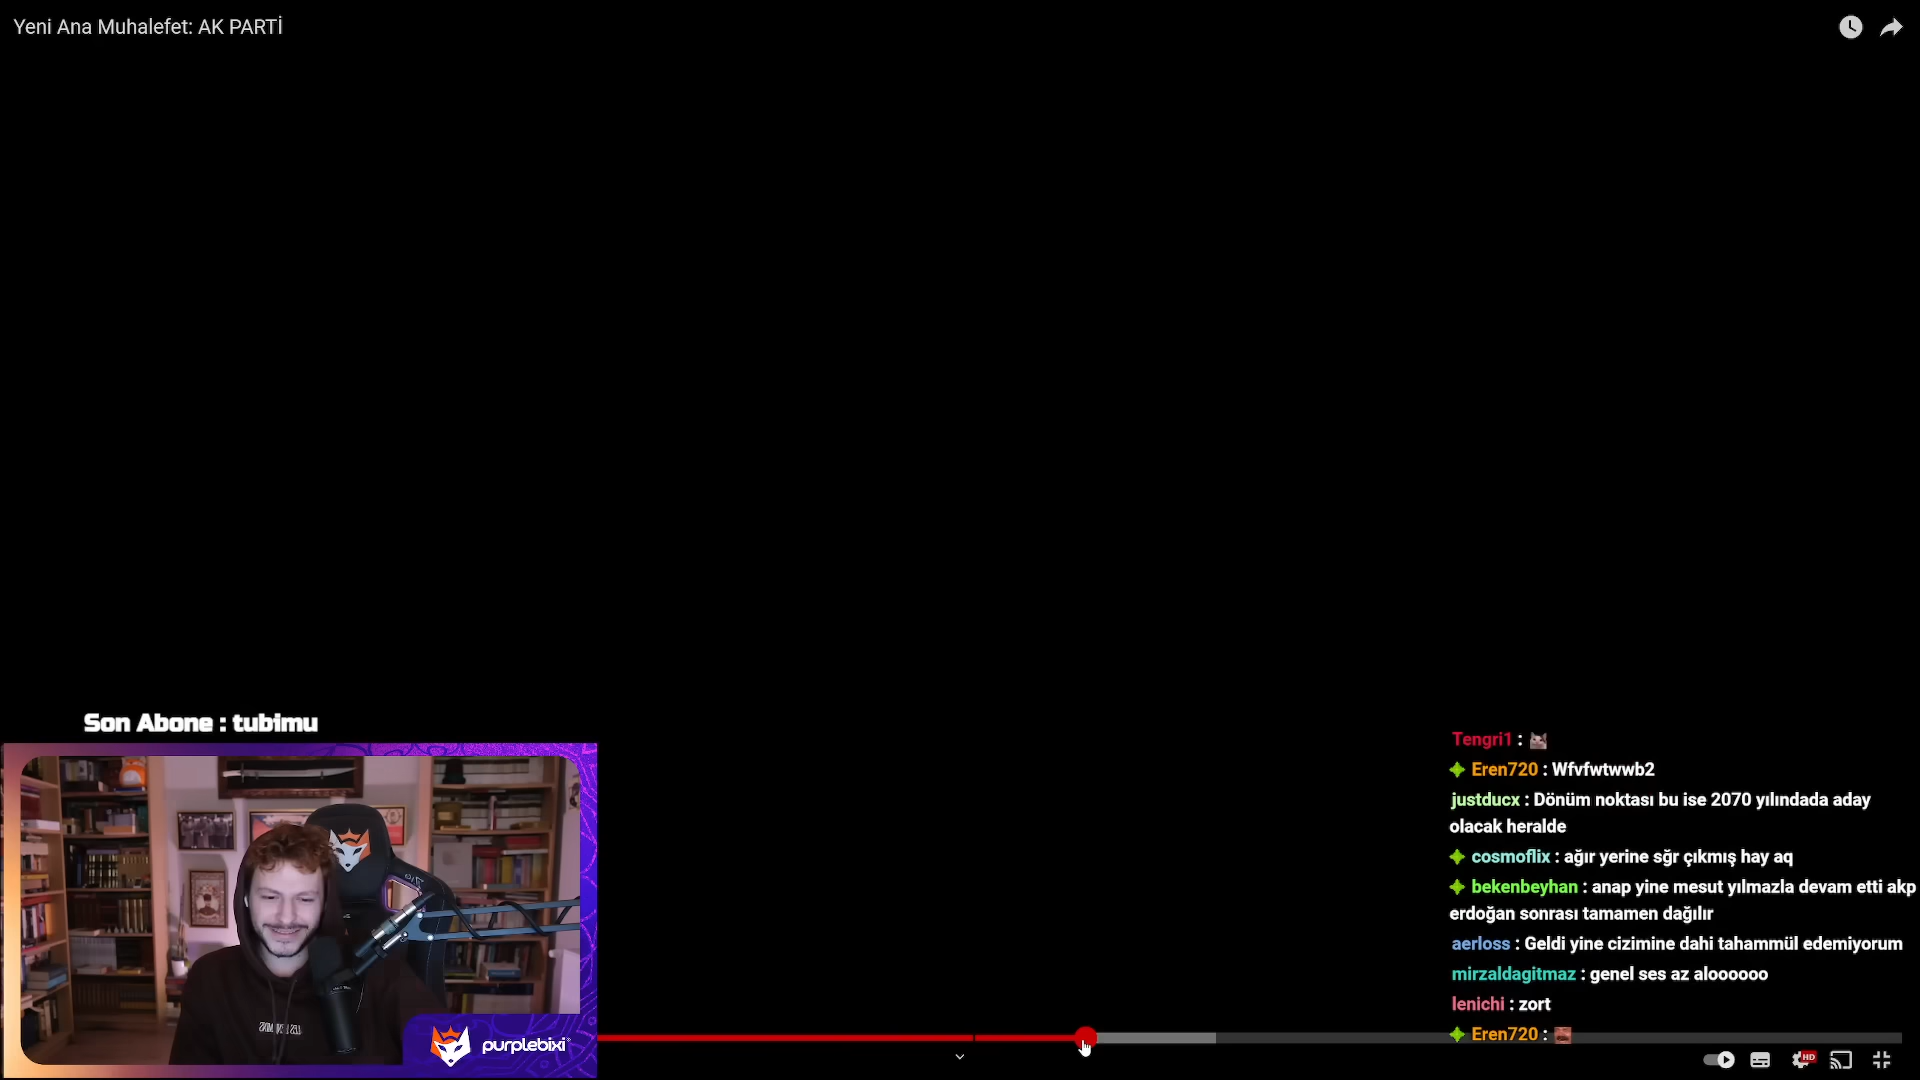 Yeni Ana Muhalefet: AK PARTİ
Son Abone : tubimu
Tengri1 :
Eren720 : Wfvfwtwwb2
justducx : Dönüm noktası bu ise 2070 yılındada aday
olacak heralde
cosmoflix : ağır yerine sğr çıkmış hay aq
bekenbeyhan : anap yine mesut yılmazla devam etti akp
erdoğan sonrası tamamen dağılır
aerloss : Geldi yine cizimine dahi tahammül edemiyorum
mirzaldagitmaz : genel ses az aloooooo
lenichi : zort
Eren720 :
purplebixi
HD